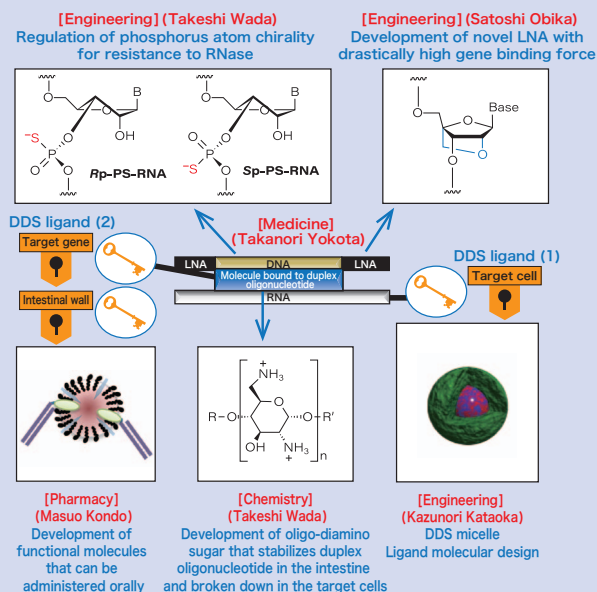 [Engineering] (Takeshi Wada)
Regulation of phosphorus atom chirality
for resistance to RNase
[Engineering] (Satoshi Obika)
Development of novel LNA with
drastically high gene binding force
O
O
B
O
OH
⁻S
P
O
O
Rp-PS-RNA
O
O
B
O
OH
O
P
⁻S
O
Sp-PS-RNA
O
O
Base
O
O
[Medicine]
(Takanori Yokota)
DDS ligand (2)
Target gene
Intestinal wall
LNA
DNA
LNA
Molecule bound to duplex
oligonucleotide
RNA
DDS ligand (1)
Target cell
+
NH₃
O
R
O
HO
NH₃
+
O
R'
n
[Pharmacy]
(Masuo Kondo)
Development of
functional molecules
that can be
administered orally
[Chemistry]
(Takeshi Wada)
Development of oligo-diamino
sugar that stabilizes duplex
oligonucleotide in the intestine
and broken down in the target cells
[Engineering]
(Kazunori Kataoka)
DDS micelle
Ligand molecular design